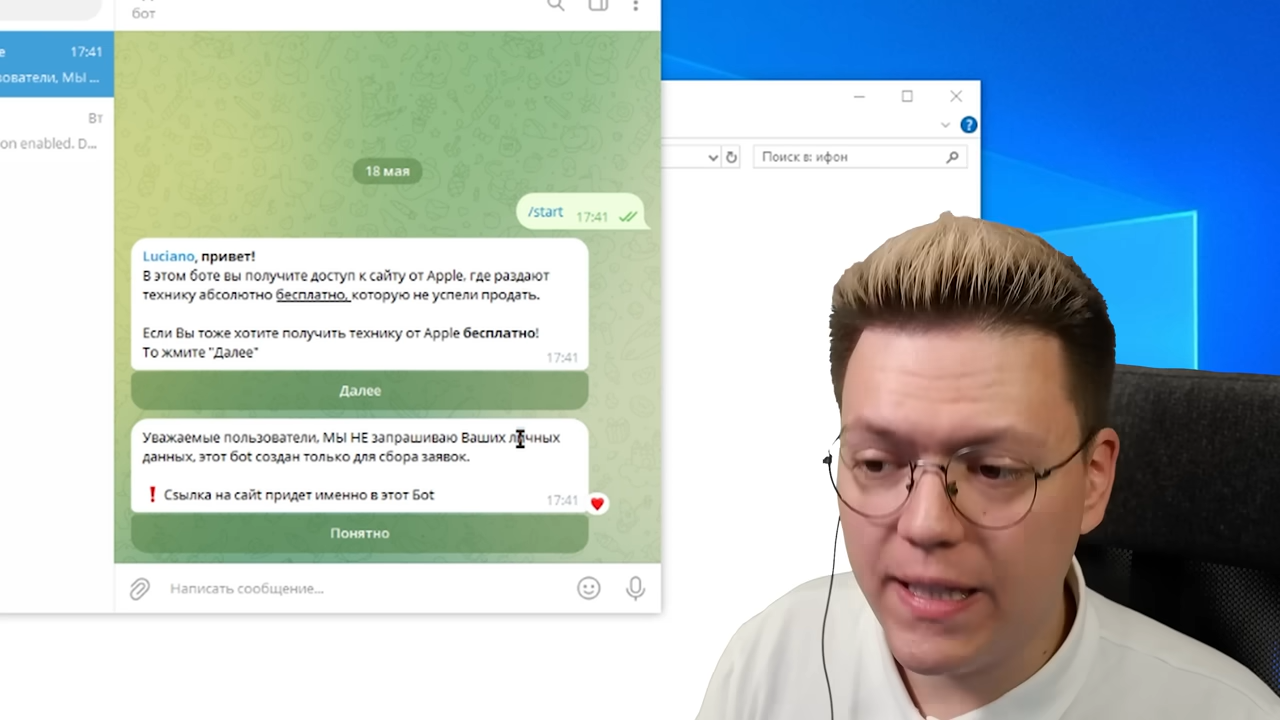 бот
е 17:41
зователи, МЫ ...
Вт
on enabled. D...
18 мая
/start 17:41
Luciano, привет!
В этом боте вы получите доступ к сайту от Apple, где раздают
технику абсолютно бесплатно, которую не успели продать.
Если Вы тоже хотите получить технику от Apple бесплатно!
То жмите "Далее"
17:41
Далее
Уважаемые пользователи, МЫ НЕ запрашиваю Ваших личных
данных, этот bot создан только для сбора заявок.
❗ Сsылка на сайт придет именно в этот Бот
17:41
Понятно
Написать сообщение...
Поиск в: ифон
?